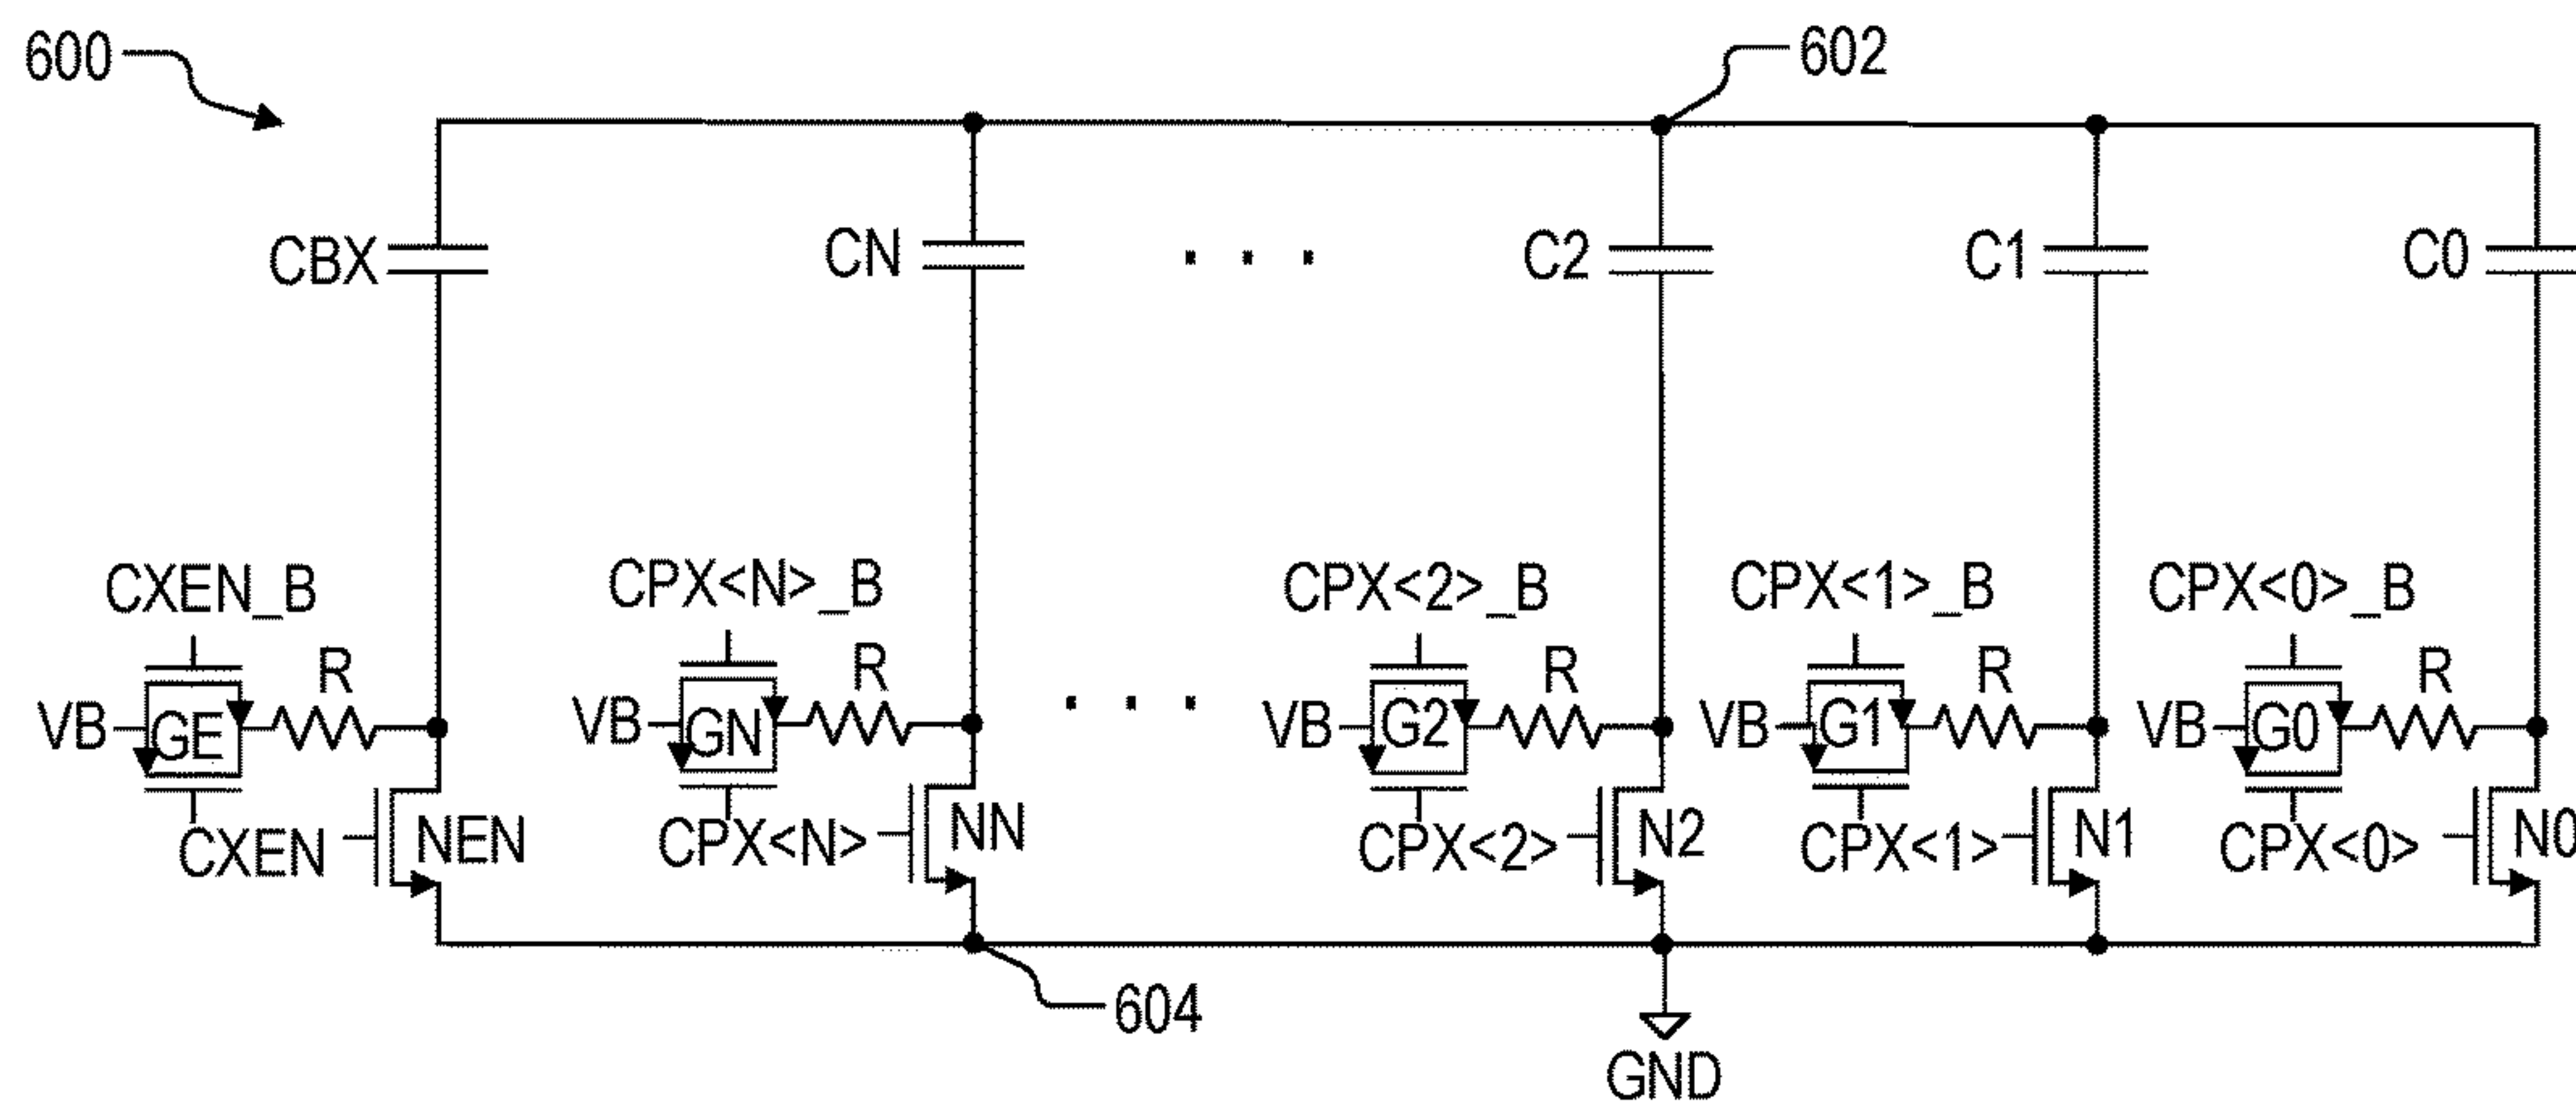 600
602
CBX
CN
C2
C1
C0
CXEN_B
CPX<N>_B
CPX<2>_B
CPX<1>_B
CPX<0>_B
R
R
R
R
R
VB
GE
VB
GN
VB
G2
VB
G1
VB
G0
CXEN
NEN
CPX<N>
NN
CPX<2>
N2
CPX<1>
N1
CPX<0>
N0
604
GND